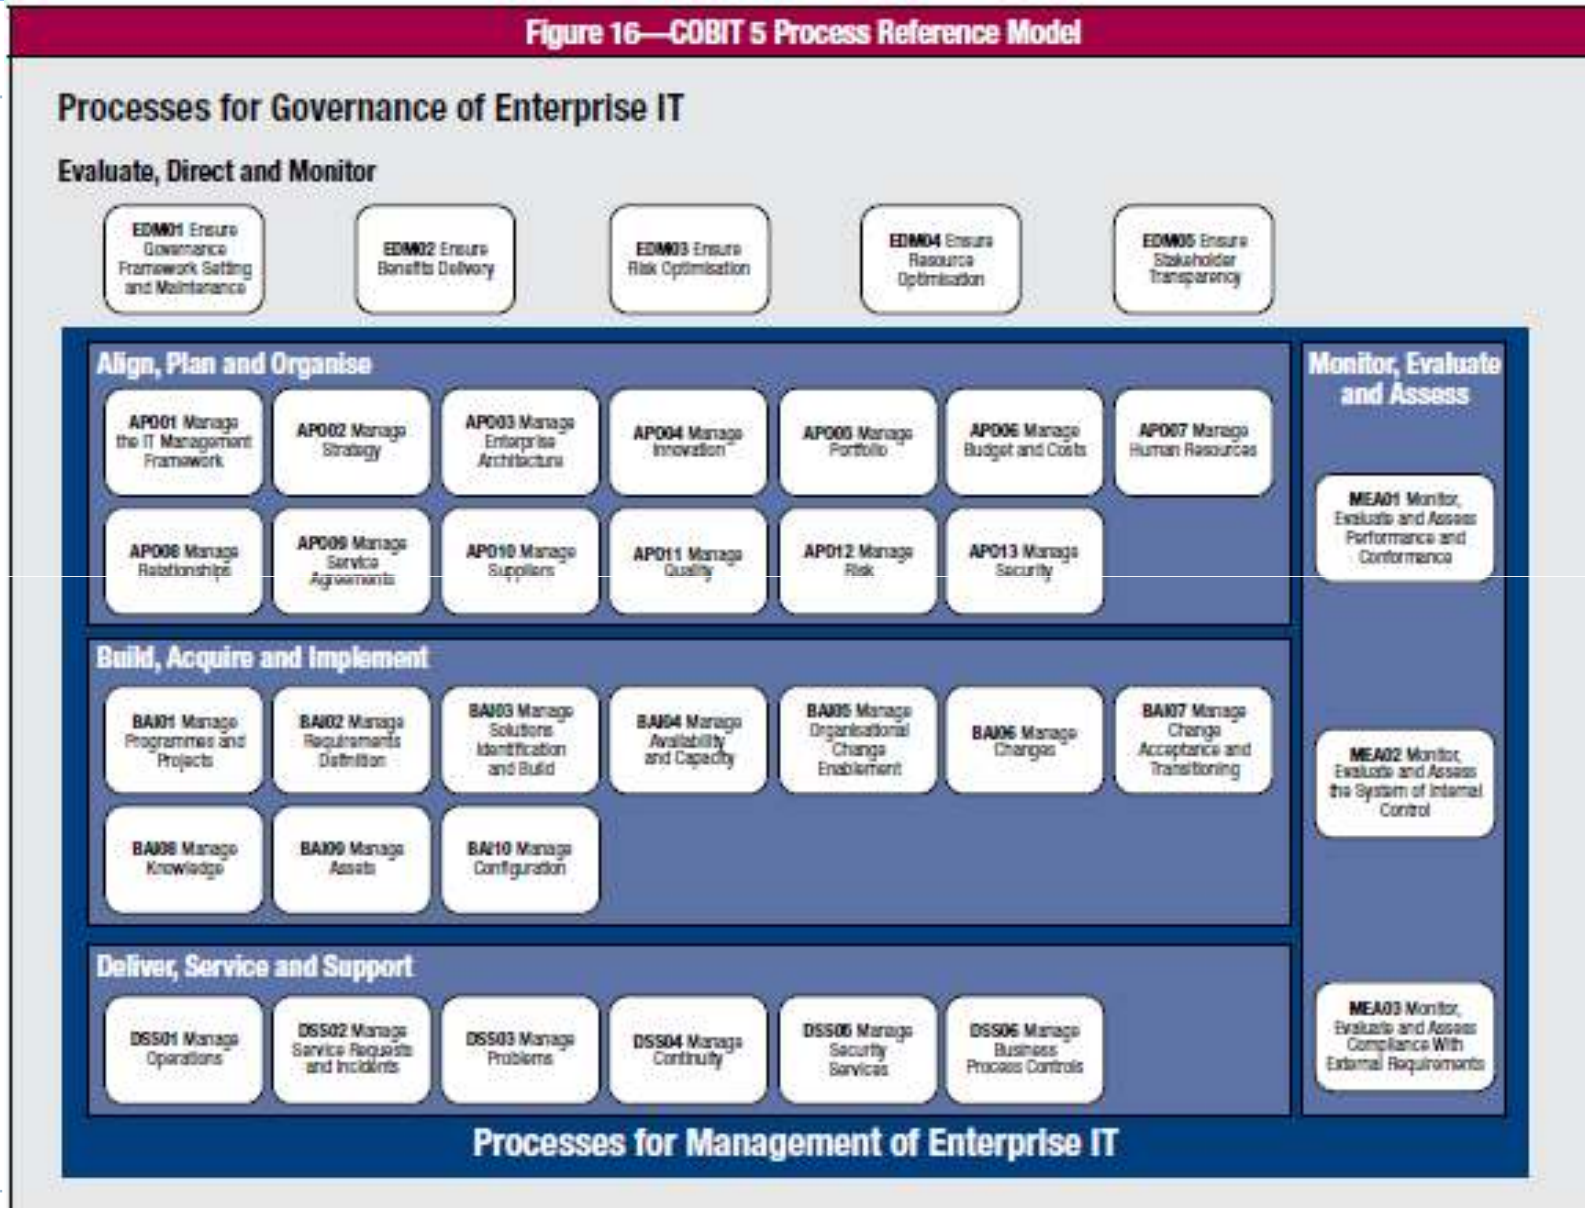 Figure 16—COBIT 5 Process Reference Model
Processes for Governance of Enterprise IT
Evaluate, Direct and Monitor
EDM01 Ensure
Governance
Framework Setting
and Maintenance
EDM02 Ensure
Benefits Delivery
EDM03 Ensure
Risk Optimisation
EDM04 Ensure
Resource
Optimisation
EDM05 Ensure
Stakeholder
Transparency
Align, Plan and Organise
APO01 Manage
the IT Management
Framework
APO02 Manage
Strategy
APO03 Manage
Enterprise
Architecture
APO04 Manage
Innovation
APO05 Manage
Portfolio
APO06 Manage
Budget and Costs
APO07 Manage
Human Resources
APO08 Manage
Relationships
APO09 Manage
Service
Agreements
APO10 Manage
Suppliers
APO11 Manage
Quality
APO12 Manage
Risk
APO13 Manage
Security
Build, Acquire and Implement
BAI01 Manage
Programmes and
Projects
BAI02 Manage
Requirements
Definition
BAI03 Manage
Solutions
Identification
and Build
BAI04 Manage
Availability
and Capacity
BAI05 Manage
Organisational
Change
Enablement
BAI06 Manage
Changes
BAI07 Manage
Change
Acceptance and
Transitioning
BAI08 Manage
Knowledge
BAI09 Manage
Assets
BAI10 Manage
Configuration
Deliver, Service and Support
DSS01 Manage
Operations
DSS02 Manage
Service Requests
and Incidents
DSS03 Manage
Problems
DSS04 Manage
Continuity
DSS05 Manage
Security
Services
DSS06 Manage
Business
Process Controls
Monitor, Evaluate
and Assess
MEA01 Monitor,
Evaluate and Assess
Performance and
Conformance
MEA02 Monitor,
Evaluate and Assess
the System of Internal
Control
MEA03 Monitor,
Evaluate and Assess
Compliance With
External Requirements
Processes for Management of Enterprise IT